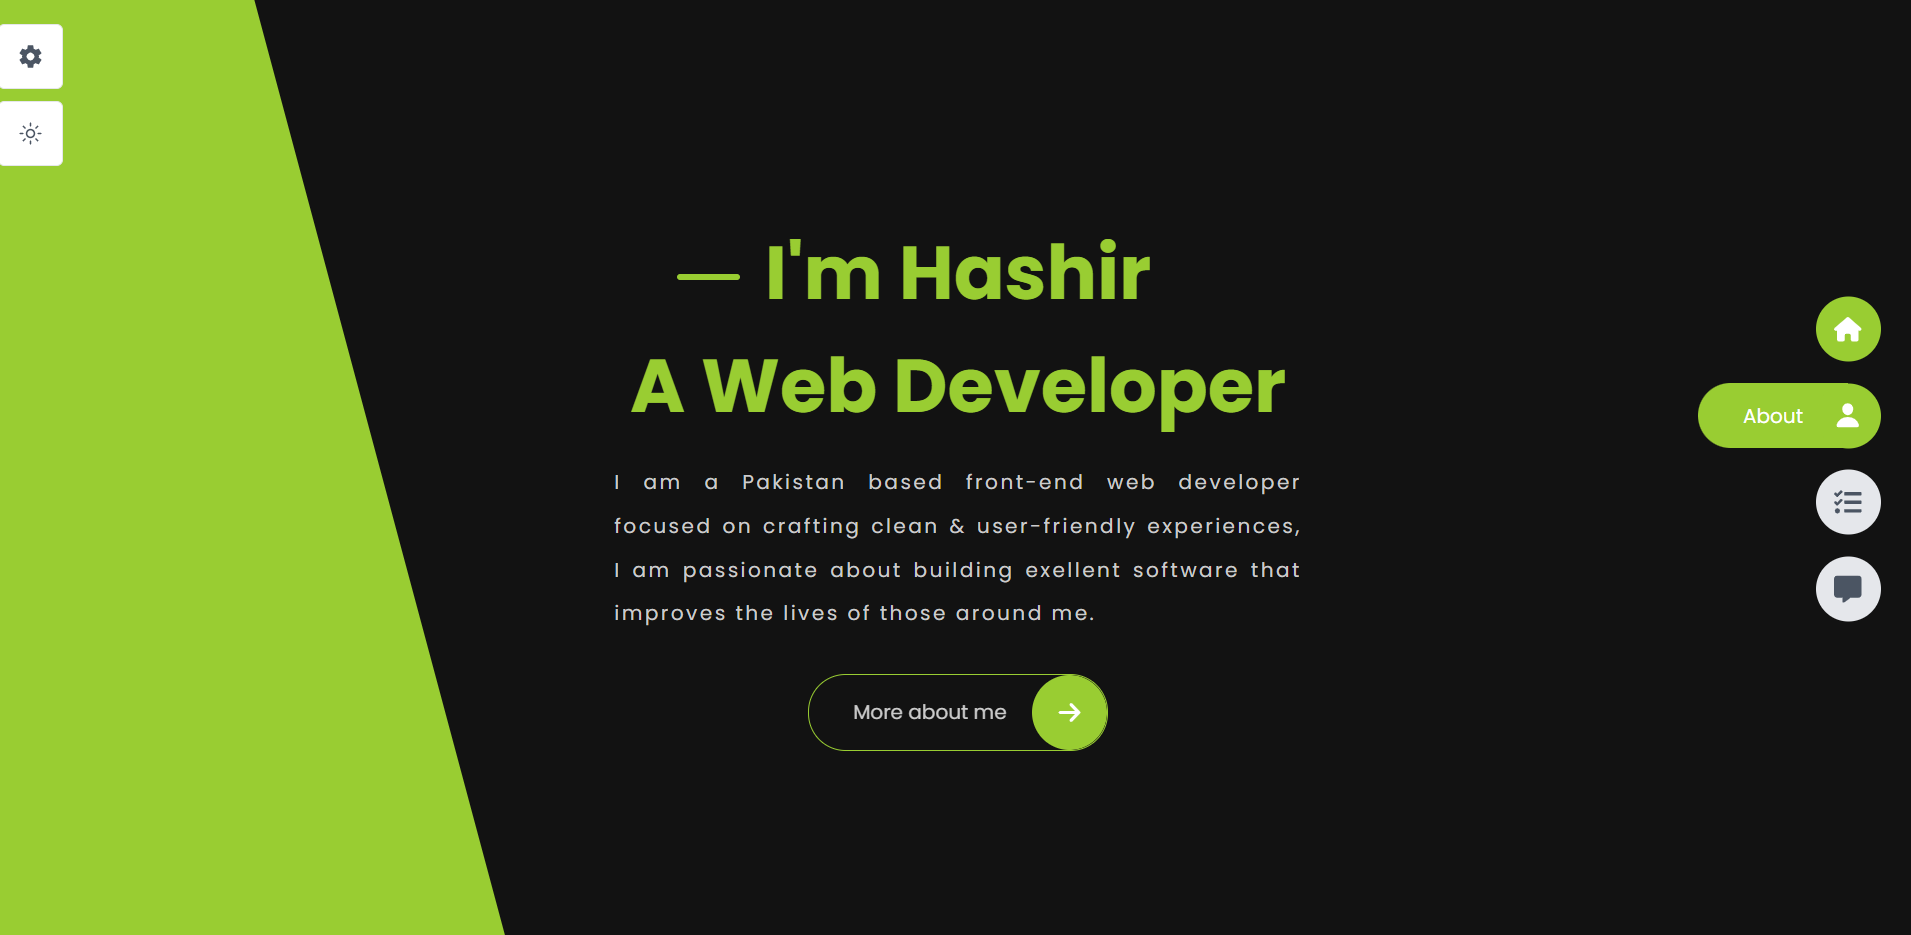 I'm Hashir
A Web Developer
About
I am a Pakistan based front-end web developer
focused on crafting clean & user-friendly experiences,
I am passionate about building exellent software that
improves the lives of those around me.
More about me